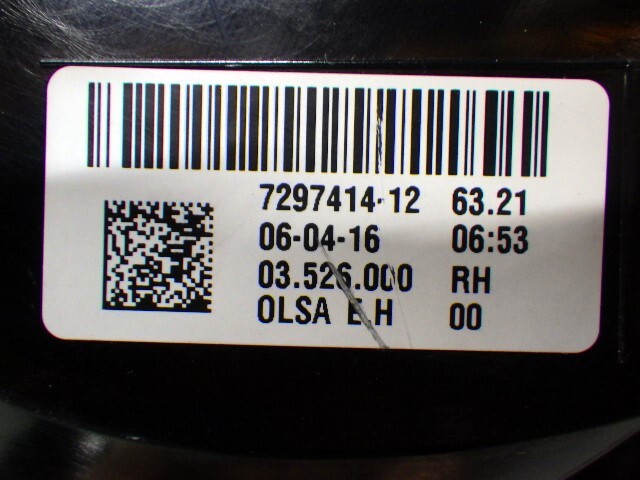 7297414-12 63.21
06-04-16 06:53
03.526.000 RH
OLSA E.H 00